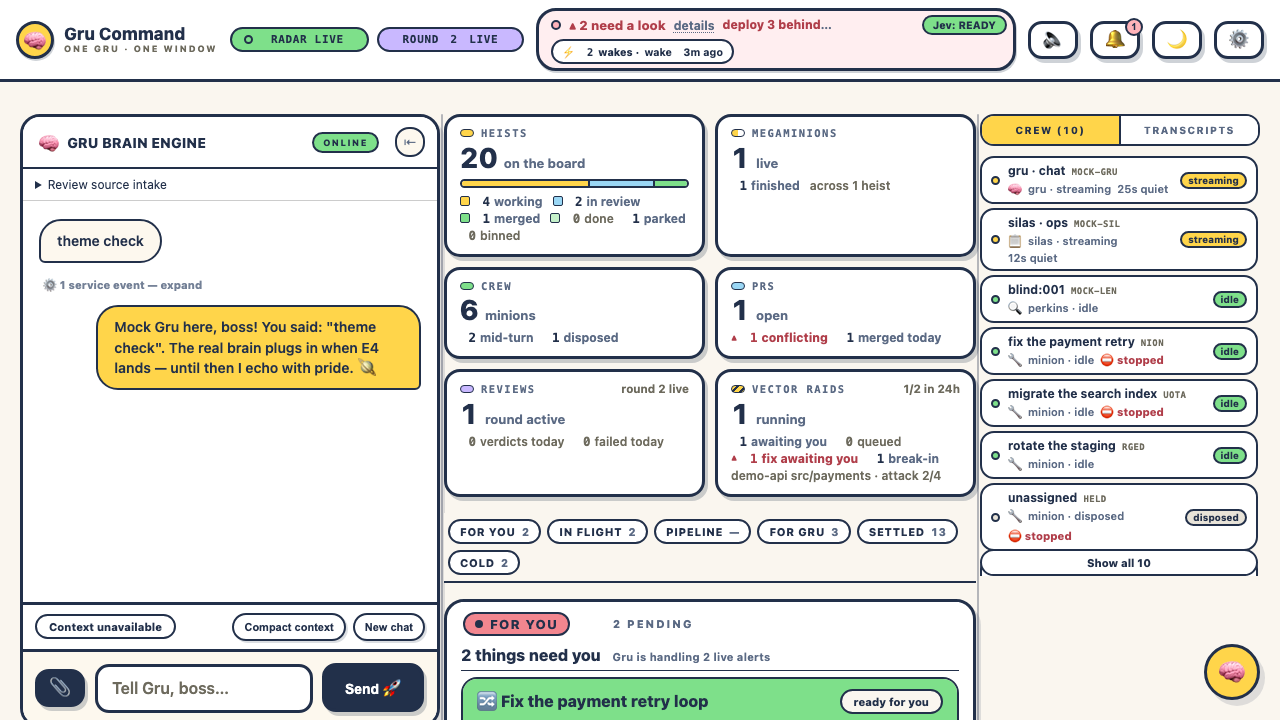 Gru Command
ONE GRU · ONE WINDOW
RADAR LIVE
ROUND 2 LIVE
▲ 2 need a look details deploy 3 behind...
Jev: READY
⚡ 2 wakes · wake 3m ago
1
GRU BRAIN ENGINE
ONLINE
▶ Review source intake
theme check
1 service event — expand
Mock Gru here, boss! You said: "theme
check". The real brain plugs in when E4
lands — until then I echo with pride.
Context unavailable
Compact context
New chat
Tell Gru, boss...
Send
HEISTS
20 on the board
4 working 2 in review
1 merged 0 done 1 parked
0 binned
MEGAMINIONS
1 live
1 finished across 1 heist
CREW
6 minions
2 mid-turn 1 disposed
PRS
1 open
▲ 1 conflicting 1 merged today
REVIEWS
round 2 live
1 round active
0 verdicts today 0 failed today
VECTOR RAIDS
1/2 in 24h
1 running
1 awaiting you 0 queued
▲ 1 fix awaiting you 1 break-in
demo-api src/payments · attack 2/4
FOR YOU 2
IN FLIGHT 2
PIPELINE —
FOR GRU 3
SETTLED 13
COLD 2
FOR YOU
2 PENDING
2 things need you Gru is handling 2 live alerts
Fix the payment retry loop
ready for you
CREW (10)
TRANSCRIPTS
gru · chat MOCK-GRU
gru · streaming 25s quiet
streaming
silas · ops MOCK-SIL
silas · streaming
12s quiet
streaming
blind:001 MOCK-LEN
perkins · idle
idle
fix the payment retry NION
minion · idle stopped
idle
migrate the search index UOTA
minion · idle stopped
idle
rotate the staging RGED
minion · idle
idle
unassigned HELD
minion · disposed
stopped
disposed
Show all 10